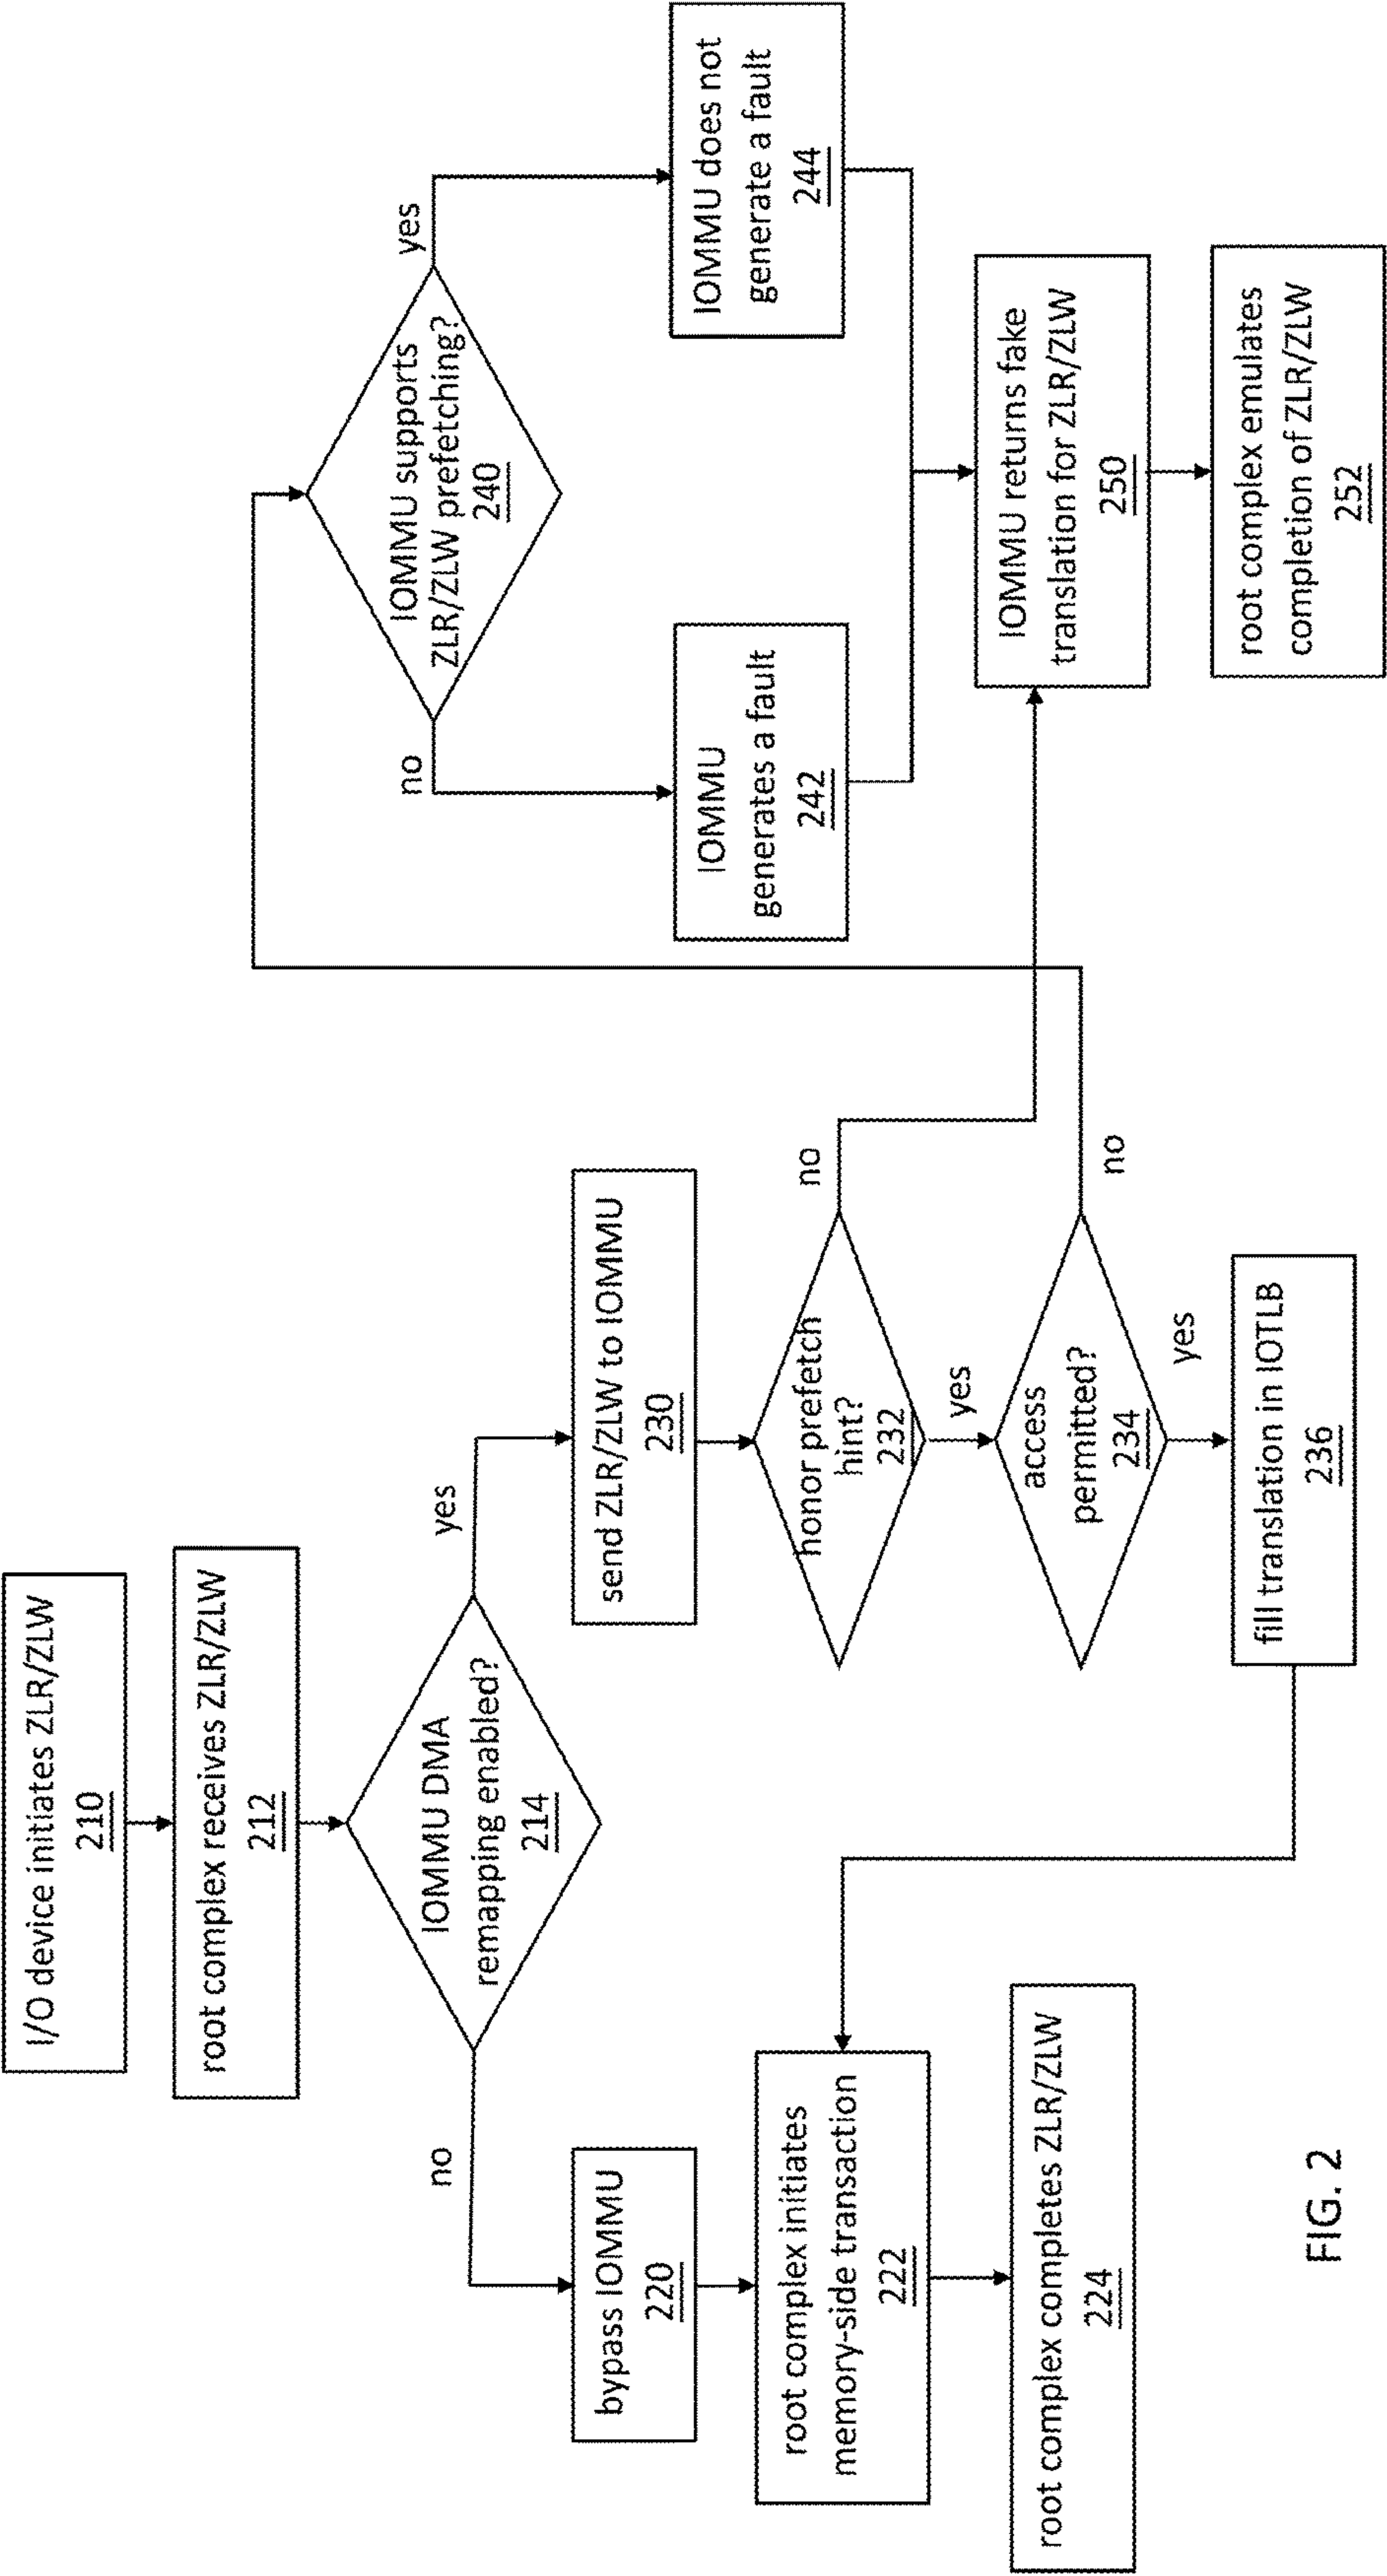 I/O device initiates ZLR/ZLW
210
root complex receives ZLR/ZLW
212
IOMMU DMA
remapping enabled?
214
no
yes
bypass IOMMU
220
root complex initiates
memory-side transaction
222
root complex completes ZLR/ZLW
224
send ZLR/ZLW to IOMMU
230
honor prefetch
hint?
232
no
yes
access
permitted?
234
no
yes
fill translation in IOTLB
236
IOMMU supports
ZLR/ZLW prefetching?
240
no
yes
IOMMU
generates a fault
242
IOMMU does not
generate a fault
244
IOMMU returns fake
translation for ZLR/ZLW
250
root complex emulates
completion of ZLR/ZLW
252
FIG. 2